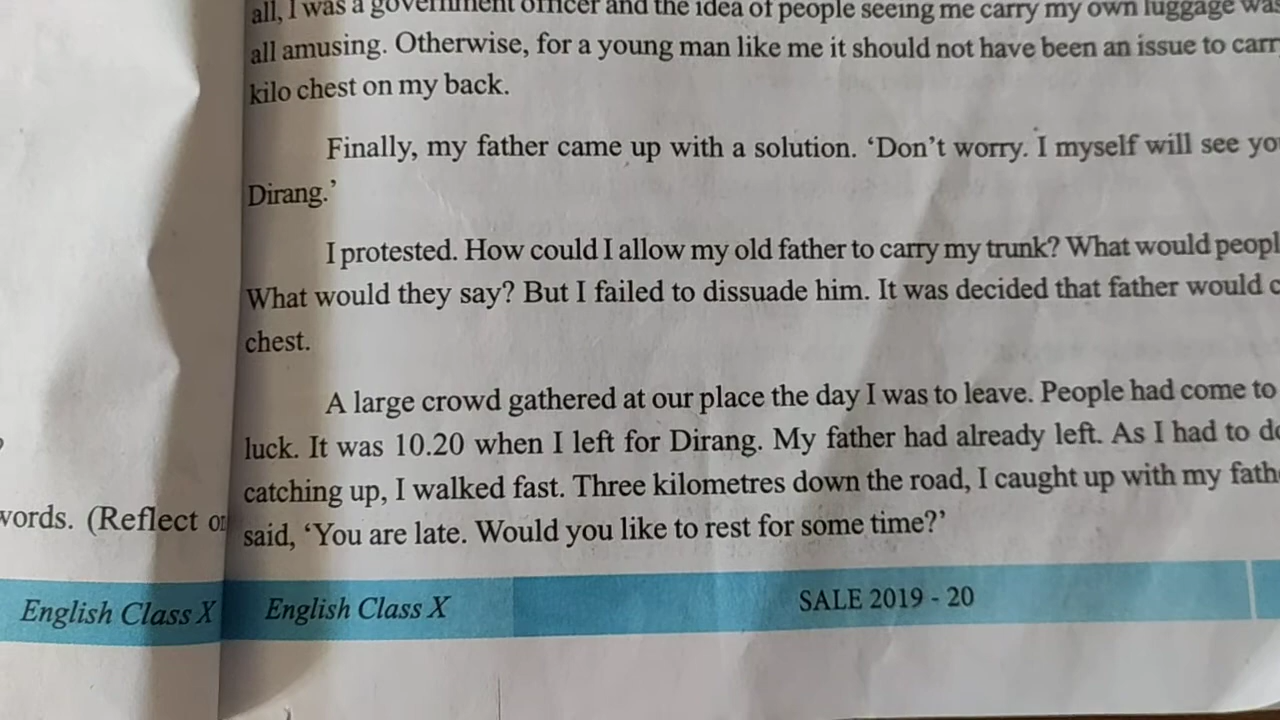 all, I was a government officer and the idea of people seeing me carry my own luggage was
all amusing. Otherwise, for a young man like me it should not have been an issue to carr
kilo chest on my back.
Finally, my father came up with a solution. ‘Don’t worry. I myself will see yo
Dirang.’
I protested. How could I allow my old father to carry my trunk? What would peopl
What would they say? But I failed to dissuade him. It was decided that father would c
chest.
A large crowd gathered at our place the day I was to leave. People had come to
luck. It was 10.20 when I left for Dirang. My father had already left. As I had to do
catching up, I walked fast. Three kilometres down the road, I caught up with my fath
said, ‘You are late. Would you like to rest for some time?’
words. (Reflect on
English Class X
English Class X
SALE 2019 - 20